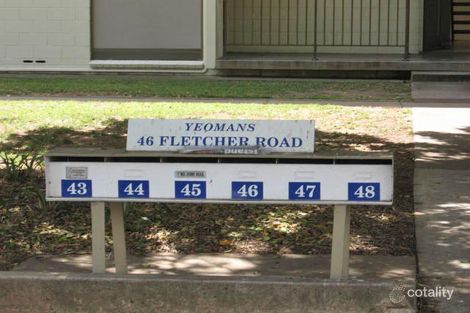 YEOMANS
46 FLETCHER ROAD
43 44 45 46 47 48
cotality